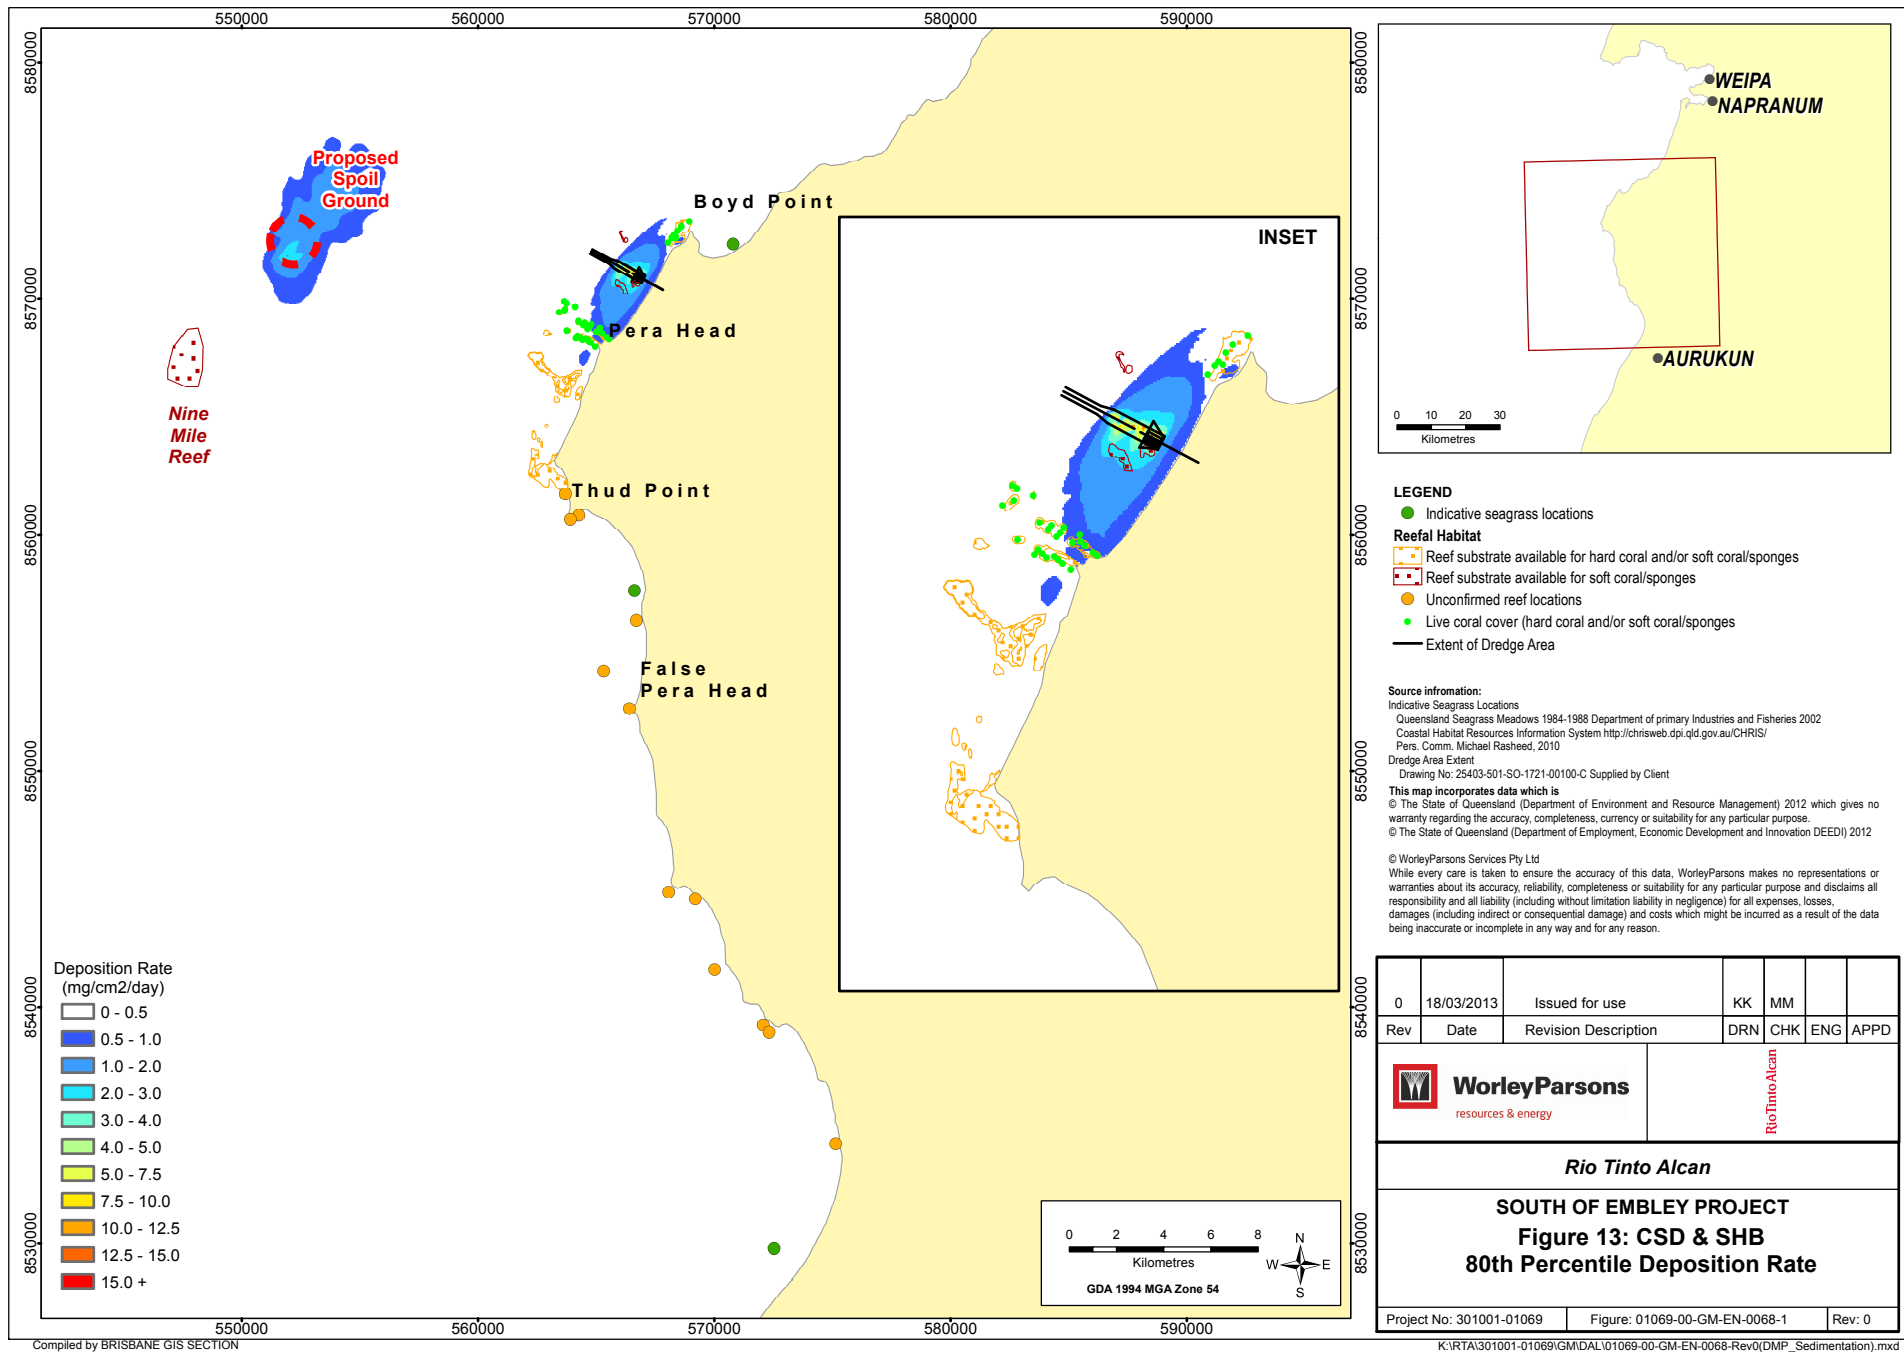 550000
560000
570000
580000
590000
8580000
8570000
8560000
8550000
8540000
8530000
8580000
8570000
8560000
8550000
8540000
8530000
550000
560000
570000
580000
590000
Proposed
Spoil
Ground
Boyd Point
Pera Head
Nine
Mile
Reef
Thud Point
False
Pera Head
INSET
Deposition Rate
(mg/cm2/day)
0 - 0.5
0.5 - 1.0
1.0 - 2.0
2.0 - 3.0
3.0 - 4.0
4.0 - 5.0
5.0 - 7.5
7.5 - 10.0
10.0 - 12.5
12.5 - 15.0
15.0 +
0 2 4 6 8
Kilometres
GDA 1994 MGA Zone 54
N
W E
S
WEIPA
NAPRANUM
AURUKUN
0 10 20 30
Kilometres
LEGEND
Indicative seagrass locations
Reefal Habitat
Reef substrate available for hard coral and/or soft coral/sponges
Reef substrate available for soft coral/sponges
Unconfirmed reef locations
Live coral cover (hard coral and/or soft coral/sponges
Extent of Dredge Area
Source infromation:
Indicative Seagrass Locations
Queensland Seagrass Meadows 1984-1988 Department of primary Industries and Fisheries 2002
Coastal Habitat Resources Information System http://chrisweb.dpi.qld.gov.au/CHRIS/
Pers. Comm. Michael Rasheed, 2010
Dredge Area Extent
Drawing No: 25403-501-SO-1721-00100-C Supplied by Client
This map incorporates data which is
© The State of Queensland (Department of Environment and Resource Management) 2012 which gives no
warranty regarding the accuracy, completeness, currency or suitability for any particular purpose.
© The State of Queensland (Department of Employment, Economic Development and Innovation DEEDI) 2012
© WorleyParsons Services Pty Ltd
While every care is taken to ensure the accuracy of this data, WorleyParsons makes no representations or
warranties about its accuracy, reliability, completeness or suitability for any particular purpose and disclaims all
responsibility and all liability (including without limitation liability in negligence) for all expenses, losses,
damages (including indirect or consequential damage) and costs which might be incurred as a result of the data
being inaccurate or incomplete in any way and for any reason.
0 18/03/2013 Issued for use KK MM
Rev Date Revision Description DRN CHK ENG APPD
WorleyParsons
resources & energy
RioTintoAlcan
Rio Tinto Alcan
SOUTH OF EMBLEY PROJECT
Figure 13: CSD & SHB
80th Percentile Deposition Rate
Project No: 301001-01069 Figure: 01069-00-GM-EN-0068-1 Rev: 0
Compiled by BRISBANE GIS SECTION
K:\RTA\301001-01069\GM\DAL\01069-00-GM-EN-0068-Rev0(DMP_Sedimentation).mxd